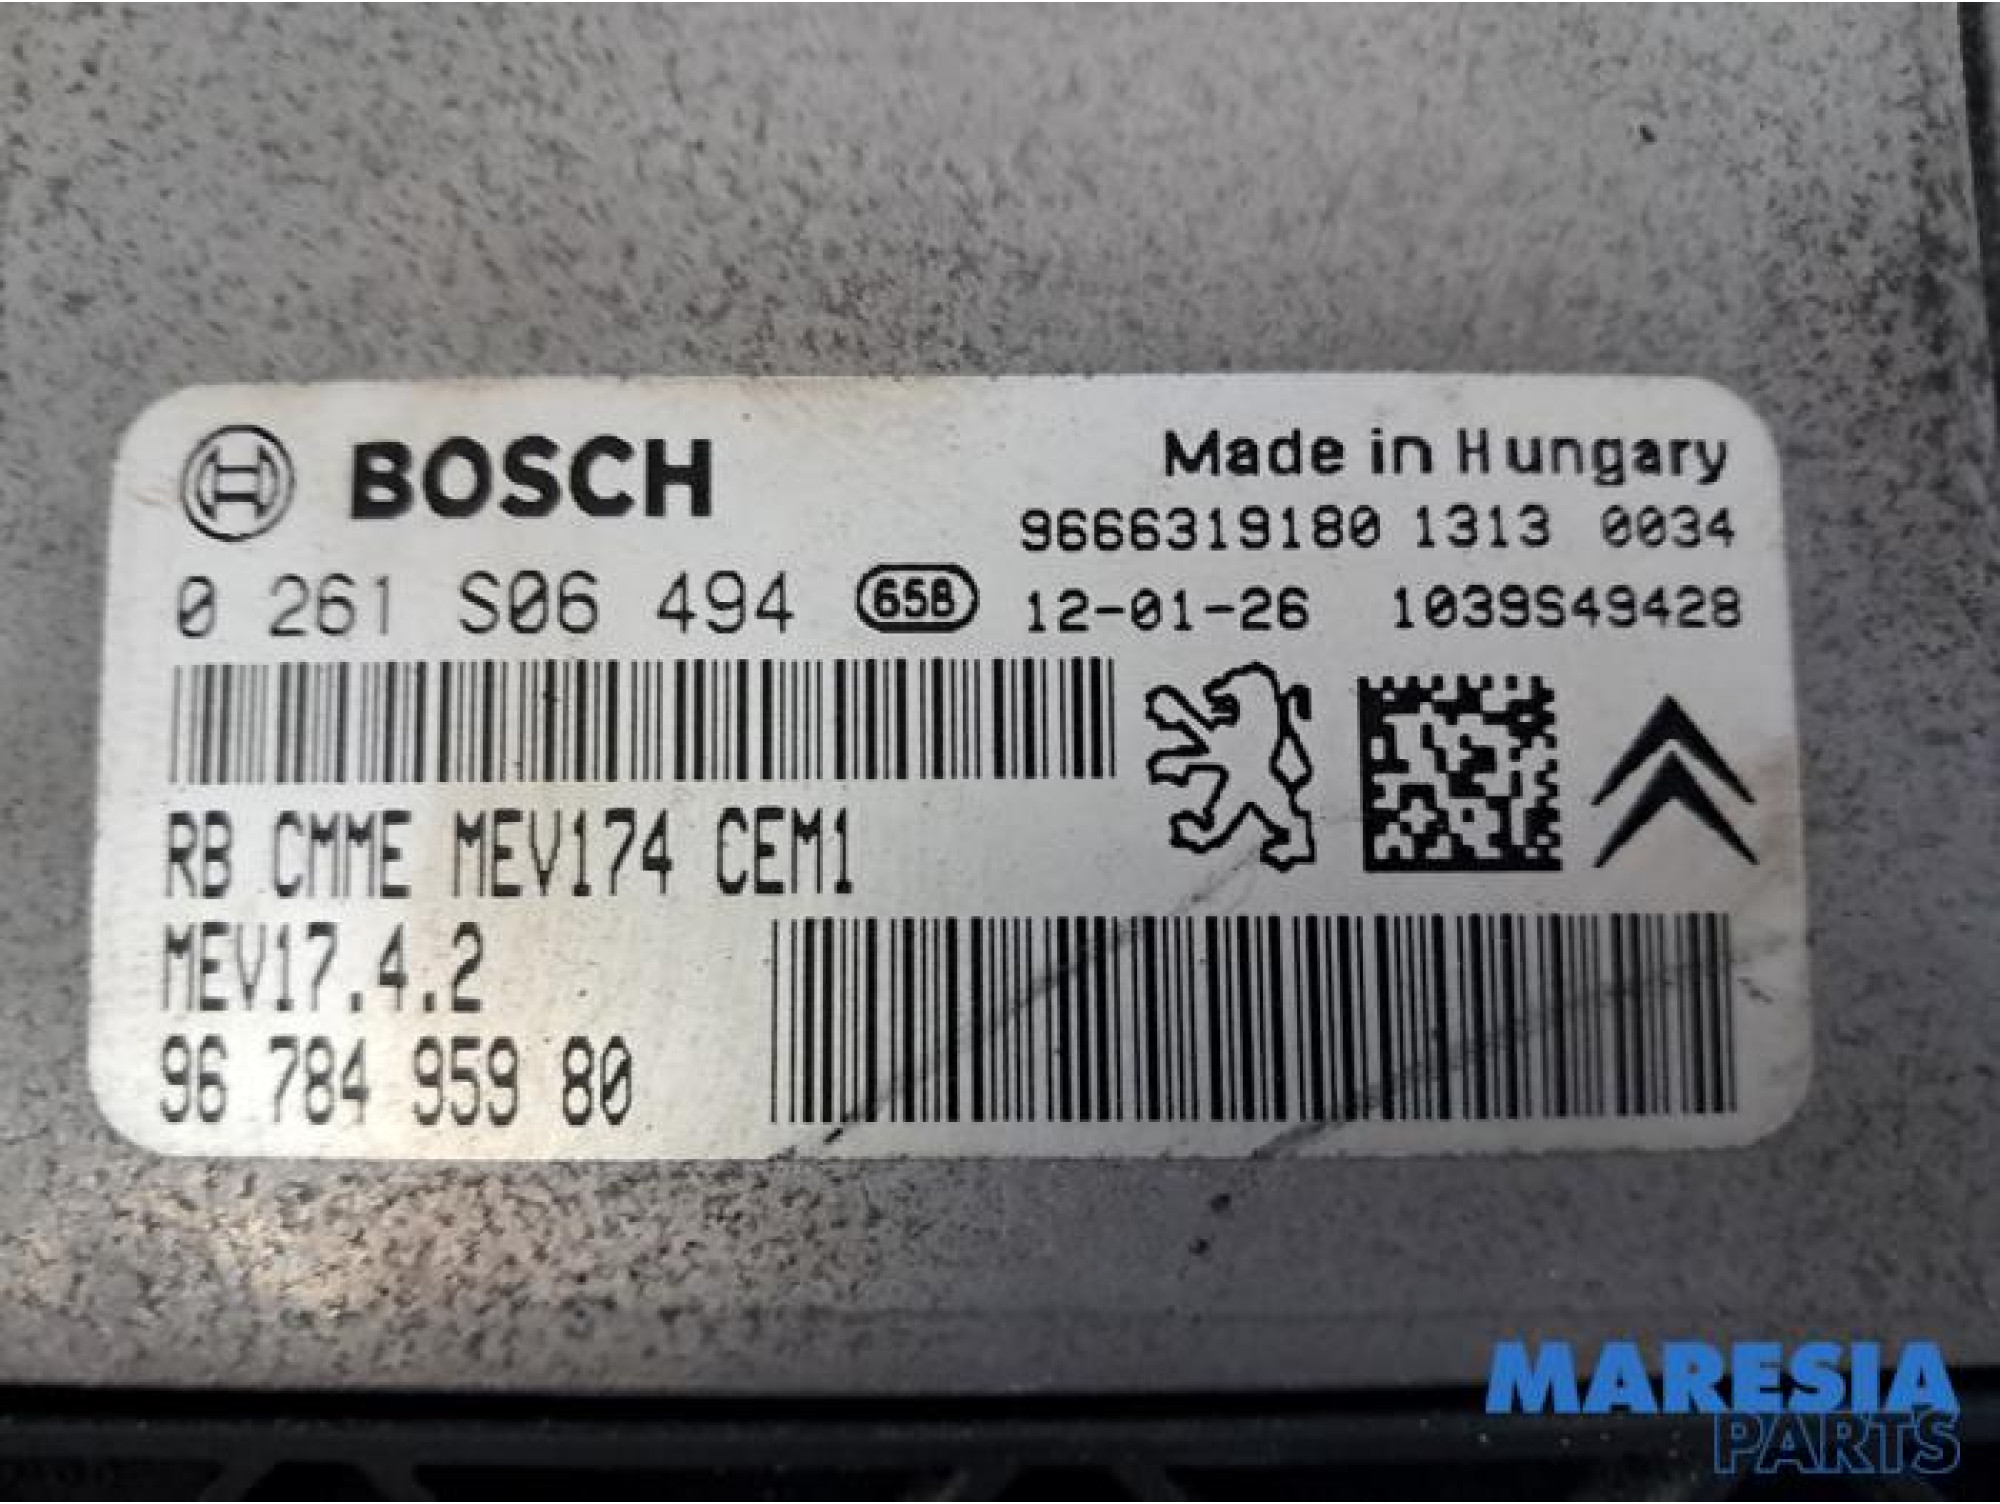 BOSCH
Made in Hungary
9666319180 1313 0034
0 261 S06 494 65B 12-01-26 1039S49428
RB CMME MEV174 CEM1
MEV17.4.2
96 784 959 80
MARESIA
PARTS